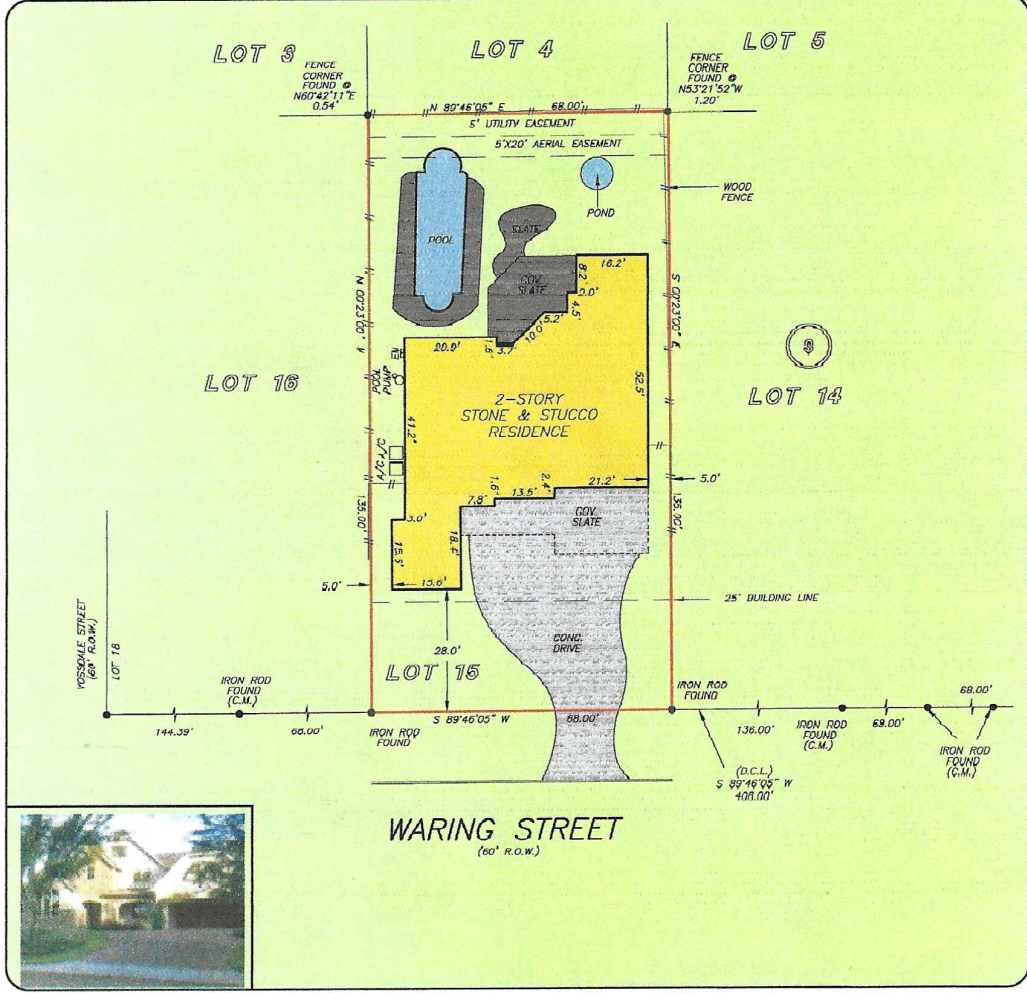 LOT 3
LOT 4
LOT 5
FENCE
CORNER
FOUND @
N60°42'11"E
0.54'
FENCE
CORNER
FOUND @
N53°21'52"W
1.20'
N 89°46'05" E
68.00'
5' UTILITY EASEMENT
5'X20' AERIAL EASEMENT
WOOD
FENCE
POND
POOL
SLATE
COV.
SLATE
16.2'
8.2'
2.0'
4.5'
5.2'
10.0'
3.7'
1.6'
20.9'
N 00°23'00" W
S 00°23'00" E
POOL
PUMP
LOT 16
9
LOT 14
2-STORY
STONE & STUCCO
RESIDENCE
52.5'
41.2'
A/C
A/C
21.2'
2.4'
13.5'
1.6'
7.8'
5.0'
COV.
SLATE
135.00'
135.00'
3.0'
15.5'
18.4'
13.6'
5.0'
25' BUILDING LINE
28.0'
CONC.
DRIVE
LOT 15
VOSSDALE STREET
(60' R.O.W.)
LOT 18
IRON ROD
FOUND
(C.M.)
IRON ROD
FOUND
144.39'
IRON ROD
FOUND
S 89°46'05" W
68.00'
68.00'
136.00'
IRON ROD
FOUND
(C.M.)
68.00'
IRON ROD
FOUND
(C.M.)
(D.C.L.)
S 89°46'05" W
408.00'
WARING STREET
(60' R.O.W.)